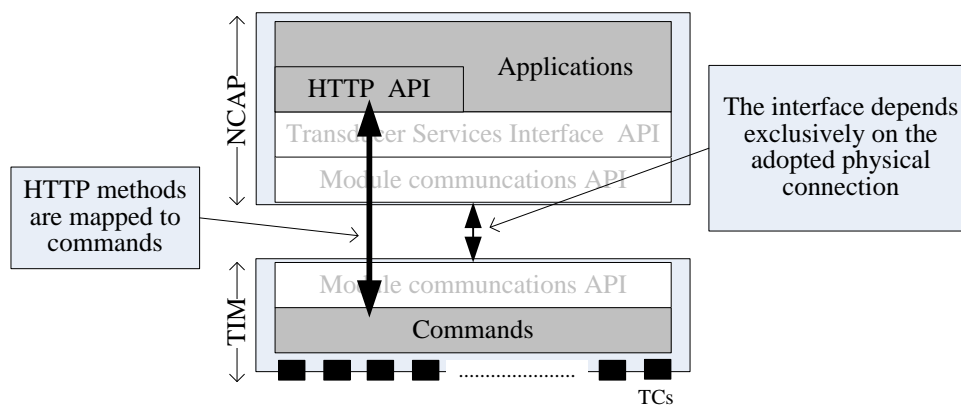 NCAP
Applications
HTTP API
Transducer Services Interface API
Module communcations API
The interface depends
exclusively on the
adopted physical
connection
HTTP methods
are mapped to
commands
TIM
Module communcations API
Commands
.........................
TCs